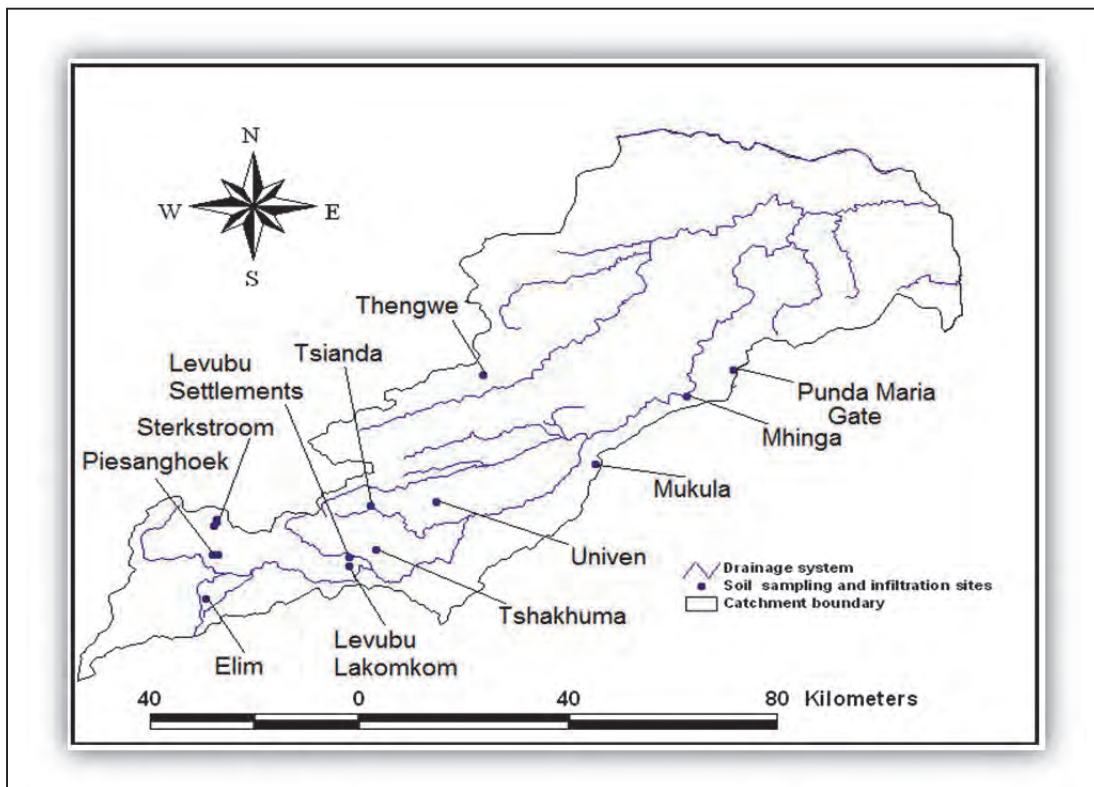 N
W
E
S
Thengwe
Levubu
Settlements
Tsianda
Sterkstroom
Piesanghoek
Punda Maria
Gate
Mhinga
Mukula
Univen
Drainage system
Soil sampling and infiltration sites
Catchment boundary
Tshakhuma
Levubu
Lakomkom
Elim
40 0 40 80 Kilometers